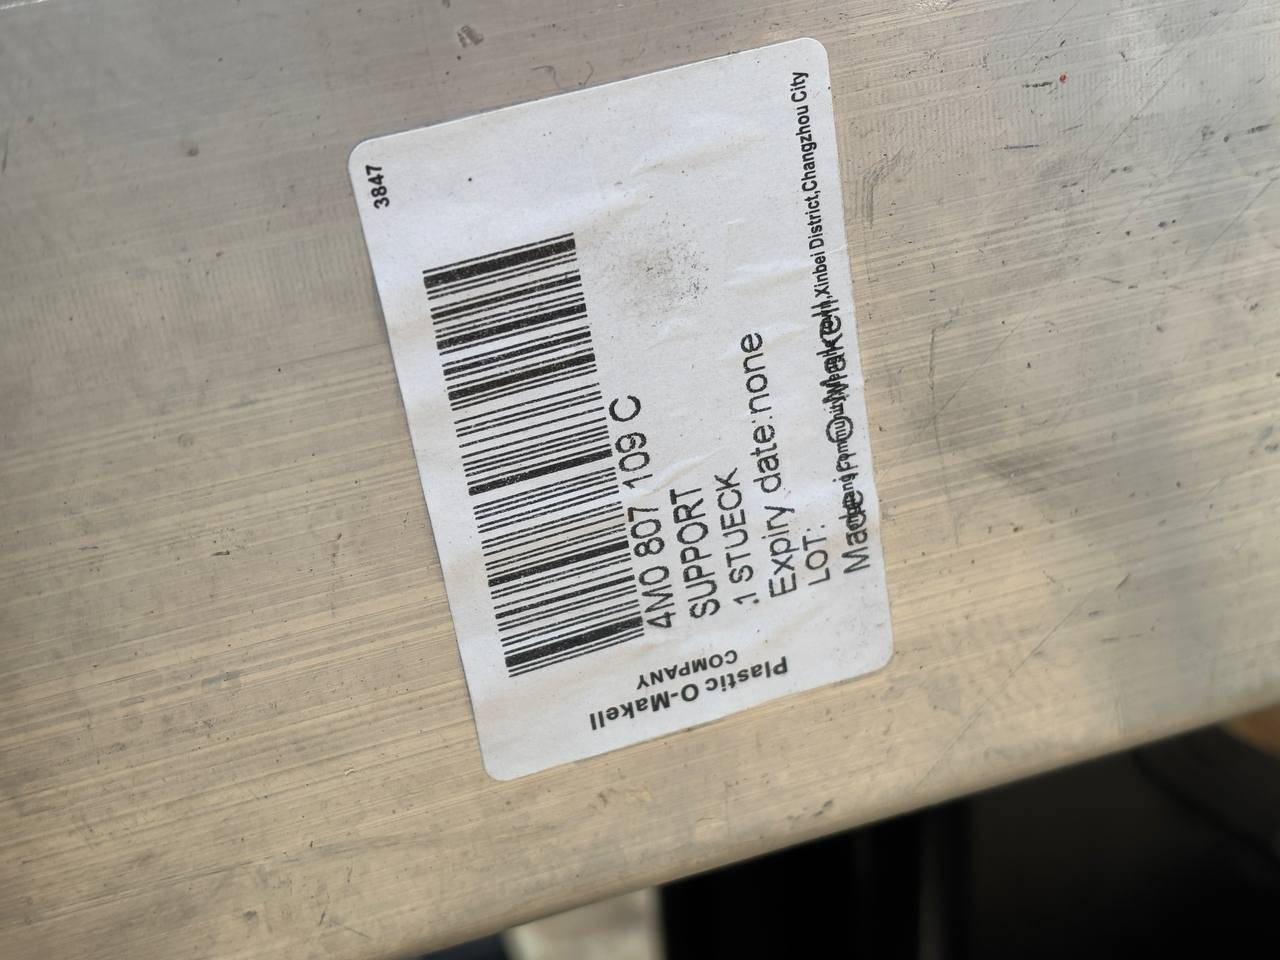 3847
4M0 807 109 C
SUPPORT
1 STUECK
Expiry date:none
LOT:
Made
Xinbei District,Changzhou City
Plastic O-Makell
COMPANY